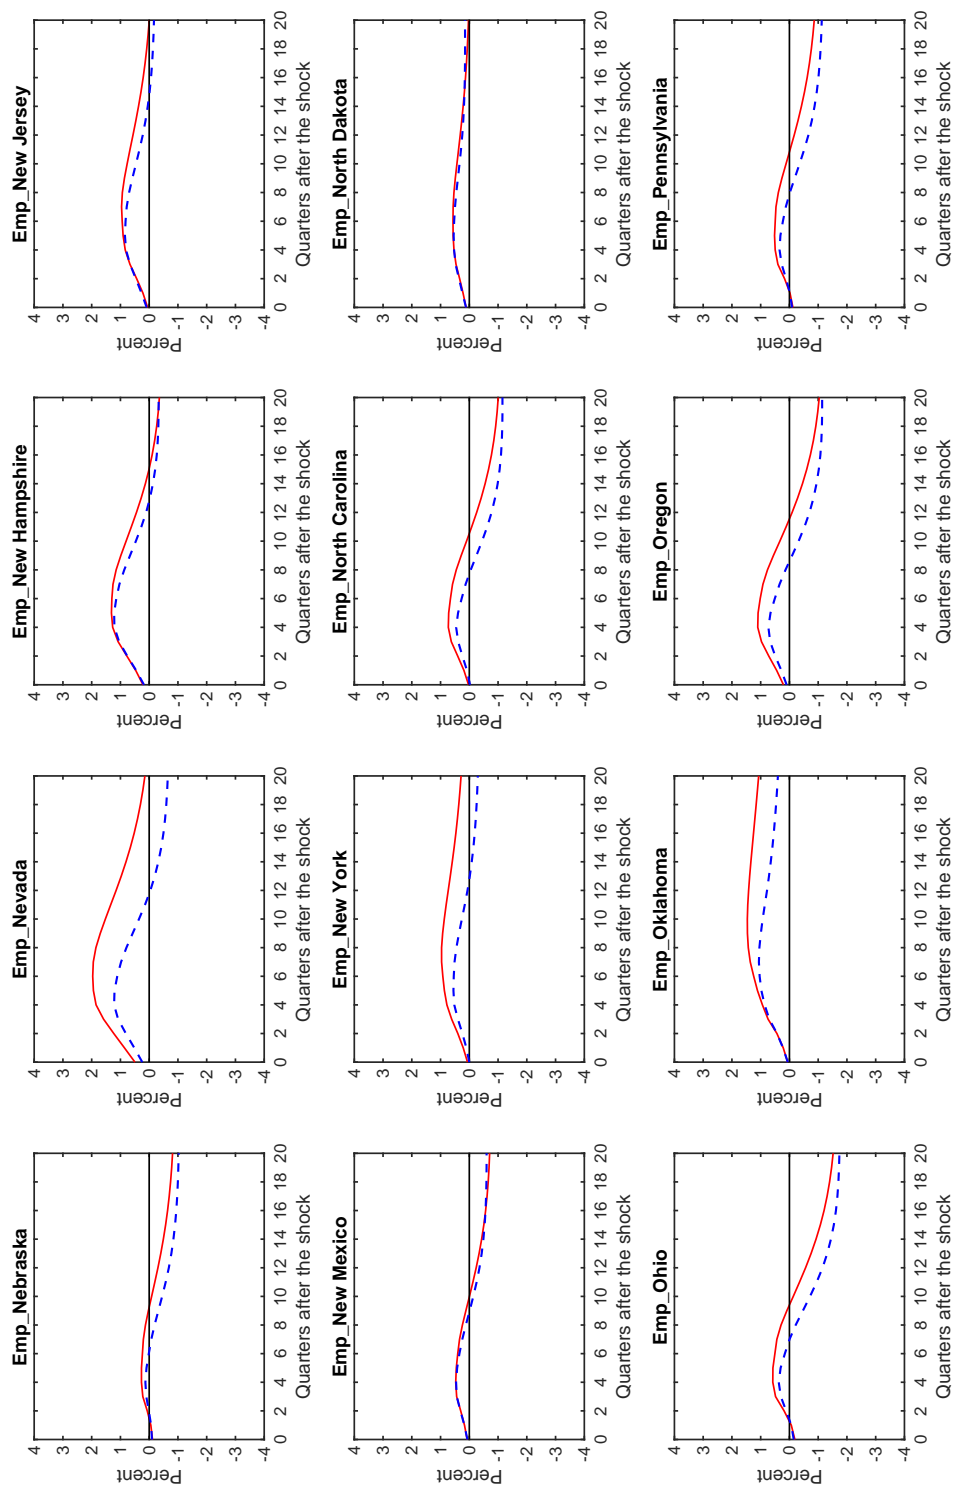 Emp_Nebraska
Percent
4
3
2
1
0
-1
-2
-3
-4
0 2 4 6 8 10 12 14 16 18 20
Quarters after the shock
Emp_Nevada
Percent
4
3
2
1
0
-1
-2
-3
-4
0 2 4 6 8 10 12 14 16 18 20
Quarters after the shock
Emp_New Hampshire
Percent
4
3
2
1
0
-1
-2
-3
-4
0 2 4 6 8 10 12 14 16 18 20
Quarters after the shock
Emp_New Jersey
Percent
4
3
2
1
0
-1
-2
-3
-4
0 2 4 6 8 10 12 14 16 18 20
Quarters after the shock
Emp_New Mexico
Percent
4
3
2
1
0
-1
-2
-3
-4
0 2 4 6 8 10 12 14 16 18 20
Quarters after the shock
Emp_New York
Percent
4
3
2
1
0
-1
-2
-3
-4
0 2 4 6 8 10 12 14 16 18 20
Quarters after the shock
Emp_North Carolina
Percent
4
3
2
1
0
-1
-2
-3
-4
0 2 4 6 8 10 12 14 16 18 20
Quarters after the shock
Emp_North Dakota
Percent
4
3
2
1
0
-1
-2
-3
-4
0 2 4 6 8 10 12 14 16 18 20
Quarters after the shock
Emp_Ohio
Percent
4
3
2
1
0
-1
-2
-3
-4
0 2 4 6 8 10 12 14 16 18 20
Quarters after the shock
Emp_Oklahoma
Percent
4
3
2
1
0
-1
-2
-3
-4
0 2 4 6 8 10 12 14 16 18 20
Quarters after the shock
Emp_Oregon
Percent
4
3
2
1
0
-1
-2
-3
-4
0 2 4 6 8 10 12 14 16 18 20
Quarters after the shock
Emp_Pennsylvania
Percent
4
3
2
1
0
-1
-2
-3
-4
0 2 4 6 8 10 12 14 16 18 20
Quarters after the shock